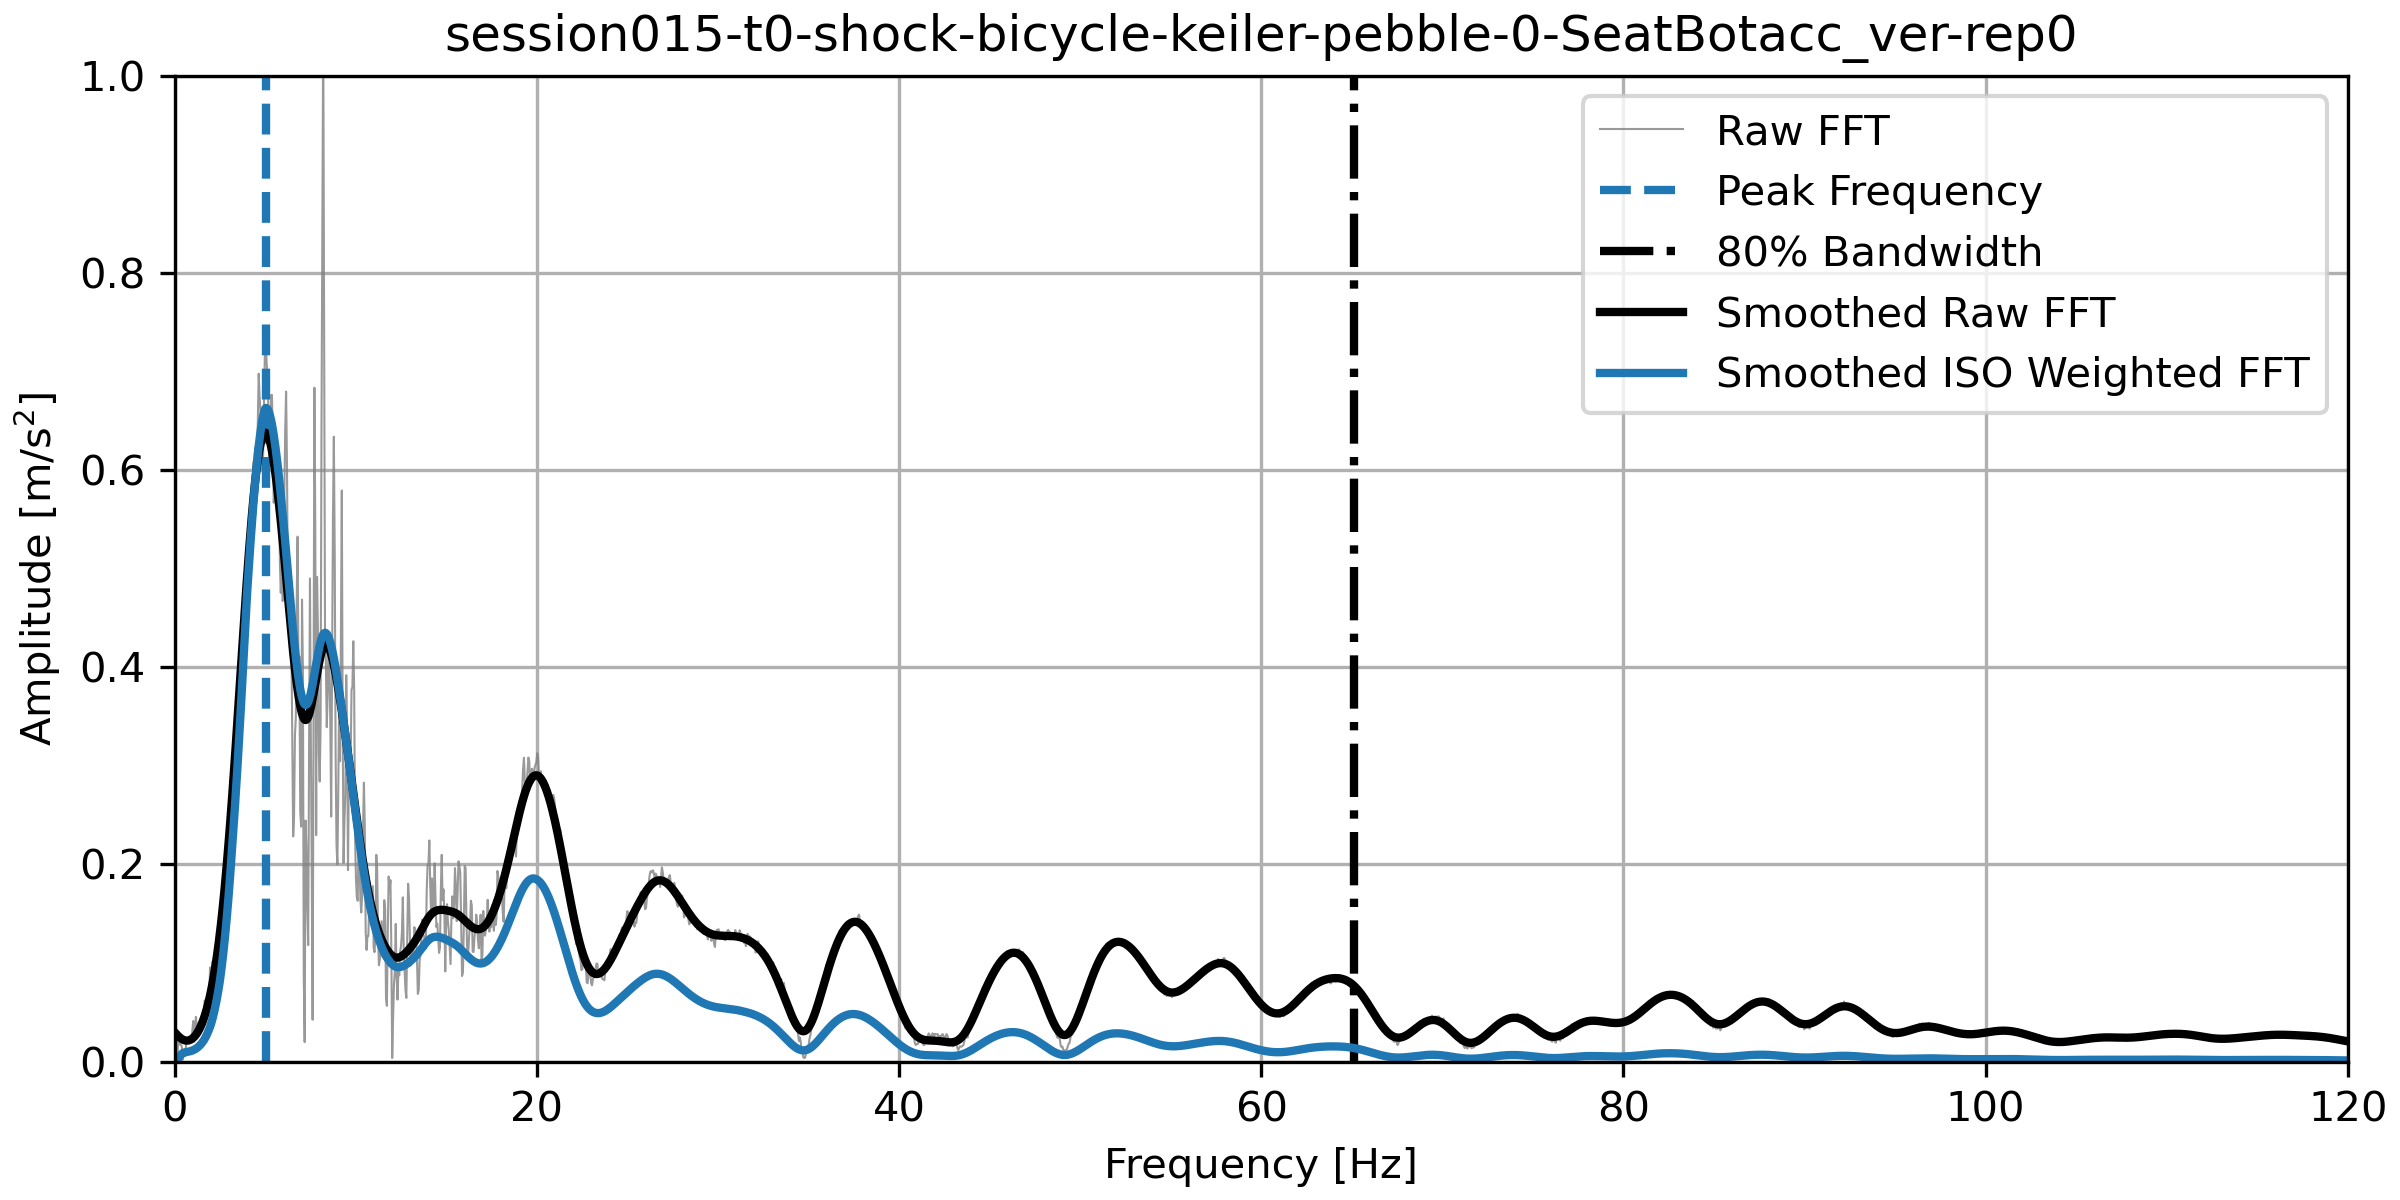 session015-t0-shock-bicycle-keiler-pebble-0-SeatBotacc_ver-rep0
1.0
0.8
0.6
0.4
0.2
0.0
Amplitude [m/s²]
Raw FFT
Peak Frequency
80% Bandwidth
Smoothed Raw FFT
Smoothed ISO Weighted FFT
0 20 40 60 80 100 120
Frequency [Hz]